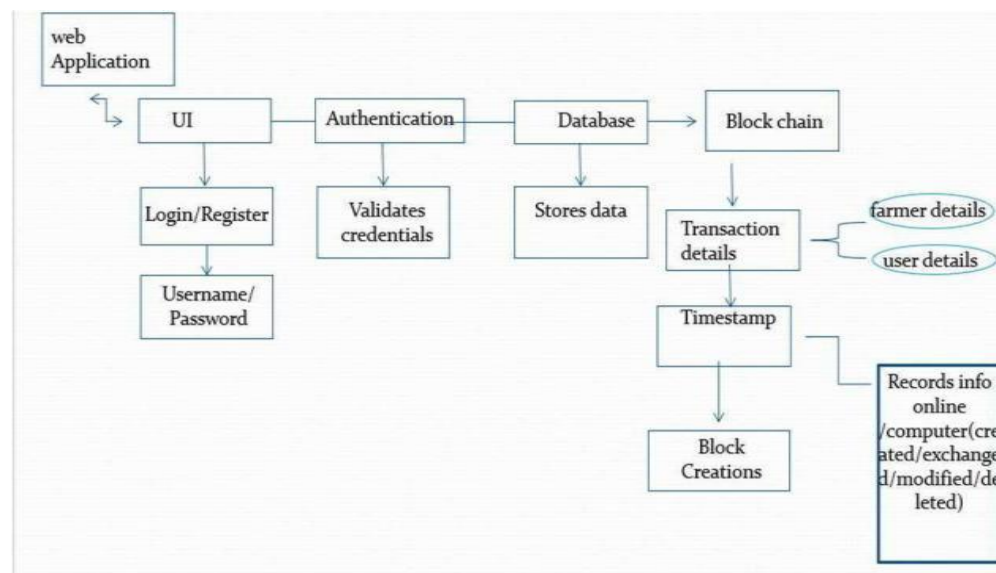 web
Application
UI
Authentication
Database
Block chain
Login/Register
Validates
credentials
Stores data
Transaction
details
farmer details
user details
Username/
Password
Timestamp
Records info
online
/computer(cre
ated/exchange
d/modified/de
leted)
Block
Creations